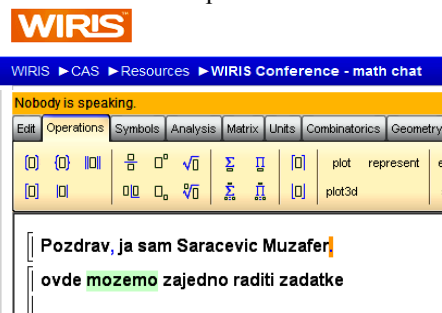 WIRIS
WIRIS ►CAS ►Resources ►WIRIS Conference - math chat
Nobody is speaking.
Edit Operations Symbols Analysis Matrix Units Combinatorics Geometry
plot represent
plot3d
Pozdrav, ja sam Saracevic Muzafer.
ovde mozemo zajedno raditi zadatke